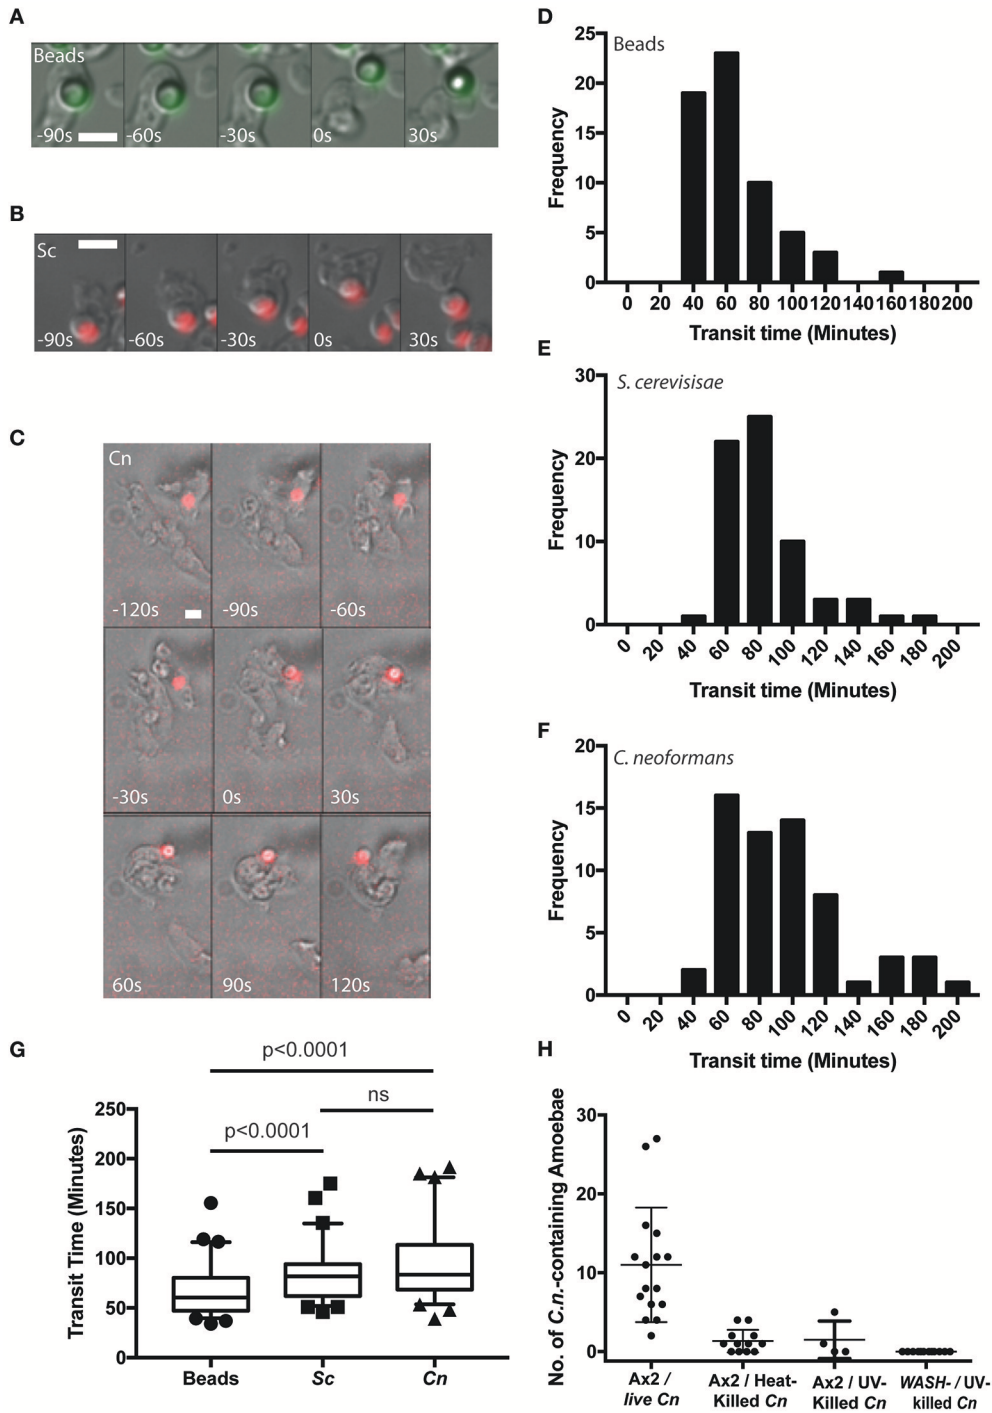 A
Beads
-90s
-60s
-30s
0s
30s
B
Sc
-90s
-60s
-30s
0s
30s
C
Cn
-120s
-90s
-60s
-30s
0s
30s
60s
90s
120s
D
Beads
Frequency
25
20
15
10
5
0
0 20 40 60 80 100 120 140 160 180 200
Transit time (Minutes)
E
S. cerevisisae
Frequency
30
20
10
0
0 20 40 60 80 100 120 140 160 180 200
Transit time (Minutes)
F
C. neoformans
Frequency
20
15
10
5
0
0 20 40 60 80 100 120 140 160 180 200
Transit time (Minutes)
G
p<0.0001
ns
p<0.0001
Transit Time (Minutes)
250
200
150
100
50
0
Beads Sc Cn
H
No. of C.n.-containing Amoebae
30
20
10
0
Ax2 /
live Cn
Ax2 / Heat-
Killed Cn
Ax2 / UV-
Killed Cn
WASH- / UV-
killed Cn